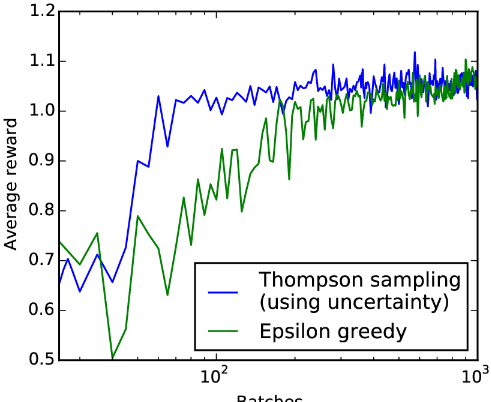 1.2
1.1
1.0
0.9
0.8
0.7
0.6
0.5
Average reward
Thompson sampling
(using uncertainty)
Epsilon greedy
10²
10³
Batches